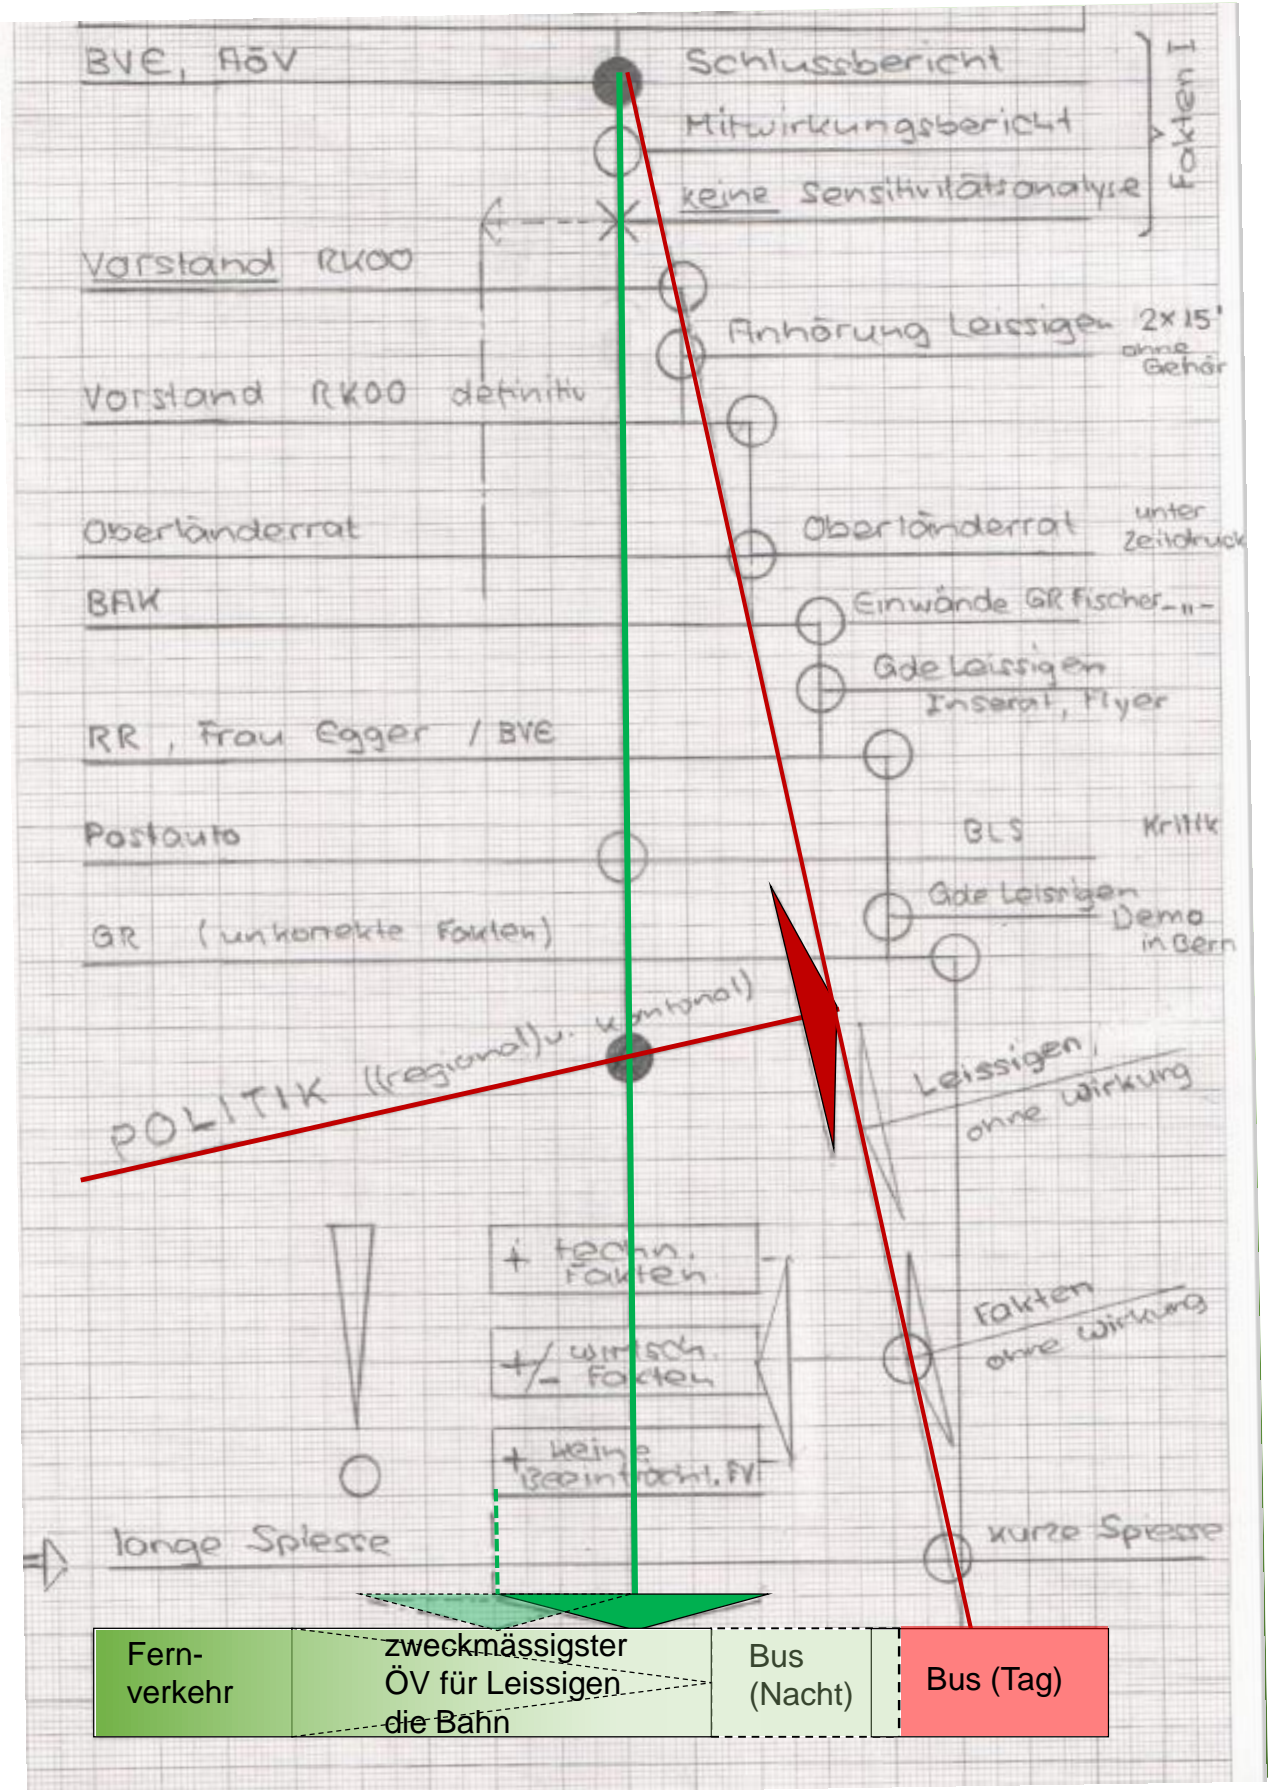 BVE, AöV
Schlussbericht
Mitwirkungsbericht
keine Sensitivitätsanalyse
Fakten I
Vorstand RKOO
Anhörung Leissigen 2x15'
ohne
Gehör
Vorstand RKOO definitiv
Oberländerrat
Oberländerrat unter
Zeitdruck
BAK
Einwände GR Fischer -"-
Gde Leissigen
Inserat, Flyer
RR, Frau Egger / BVE
Postauto
BLS Kritik
Gde Leissigen
Demo
in Bern
GR (unkorrekte Fakten)
POLITIK ((regional) u. kantonal)
Leissigen,
ohne Wirkung
+ techn.
Fakten
+/- wirtsch.
Fakten
+ keine
Beeinträcht. FV
Fakten
ohne Wirkung
lange Spiesse
kurze Spiesse
Fern-
verkehr
zweckmässigster
ÖV für Leissigen
die Bahn
Bus
(Nacht)
Bus (Tag)